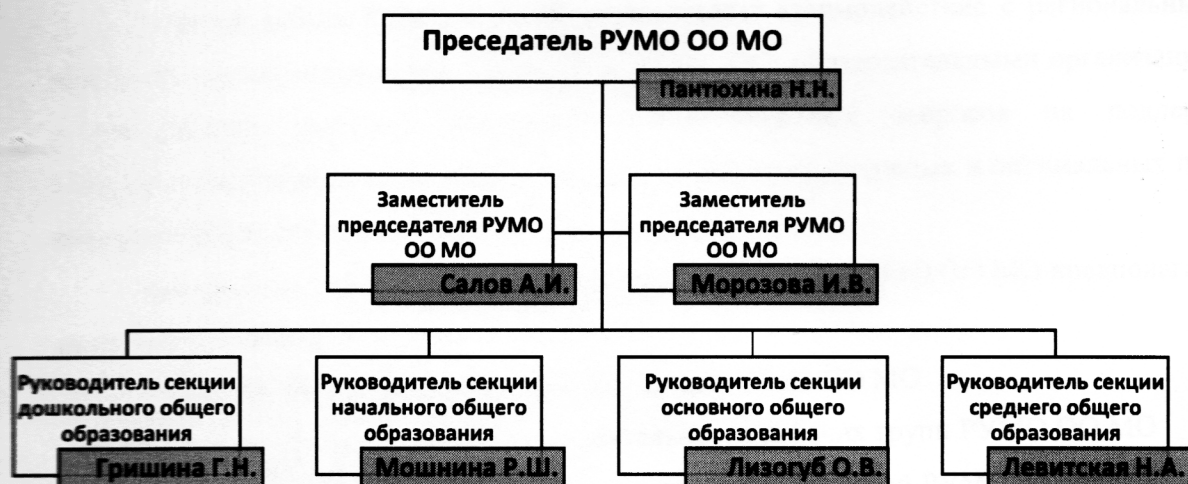 Преседатель РУМО ОО МО
Пантюхина Н.Н.
Заместитель
председателя РУМО
ОО МО
Салов А.И.
Заместитель
председателя РУМО
ОО МО
Морозова И.В.
Руководитель секции
дошкольного общего
образования
Гришина Г.Н.
Руководитель секции
начального общего
образования
Мошнина Р.Ш.
Руководитель секции
основного общего
образования
Лизогуб О.В.
Руководитель секции
среднего общего
образования
Левитская Н.А.